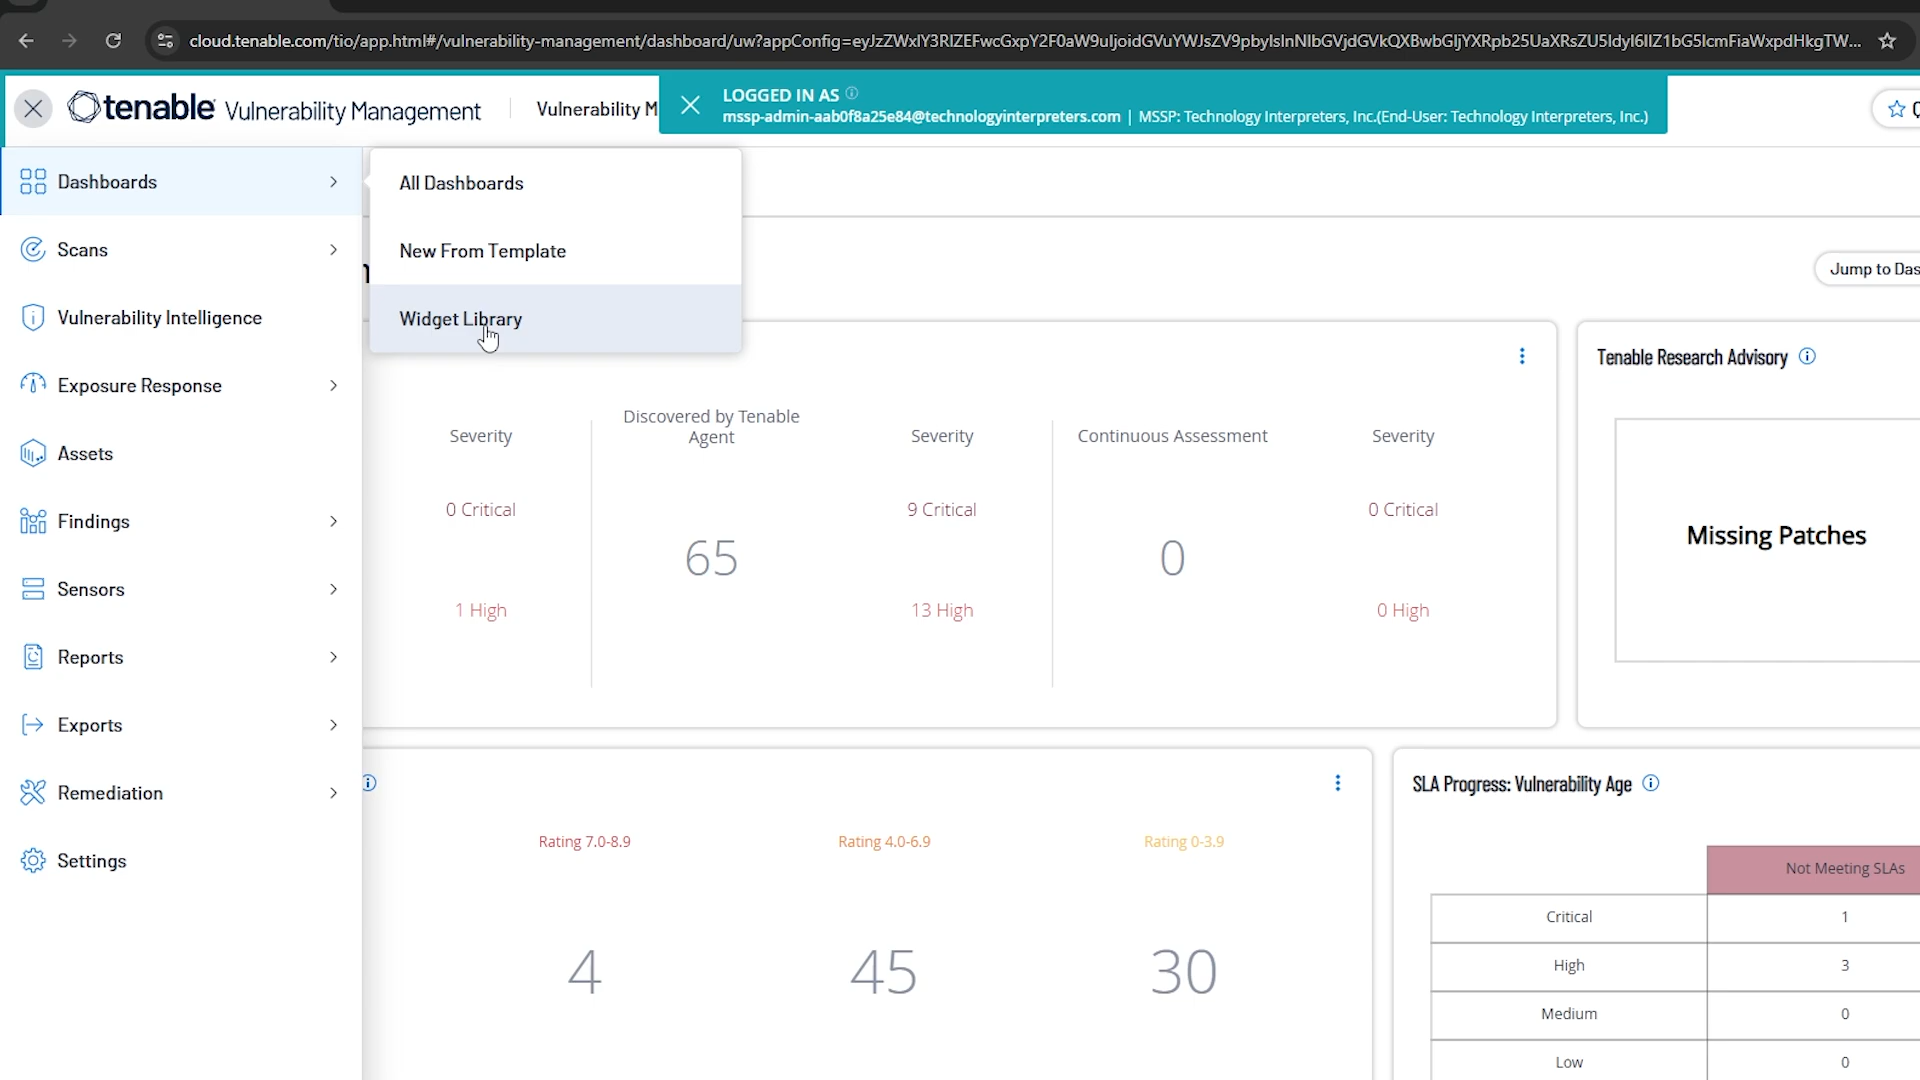 cloud.tenable.com/tio/app.html#/vulnerability-management/dashboard/uw?appConfig=
tenable Vulnerability Management
Vulnerability M
LOGGED IN AS
mssp-admin-aab0f8a25e84@technologyinterpreters.com | MSSP: Technology Interpreters, Inc.(End-User: Technology Interpreters, Inc.)
Dashboards
Scans
Vulnerability Intelligence
Exposure Response
Assets
Findings
Sensors
Reports
Exports
Remediation
Settings
All Dashboards
New From Template
Widget Library
Jump to Das
Severity
0 Critical
1 High
Discovered by Tenable
Agent
65
Severity
9 Critical
13 High
Continuous Assessment
0
Severity
0 Critical
0 High
Tenable Research Advisory
Missing Patches
Rating 7.0-8.9
4
Rating 4.0-6.9
45
Rating 0-3.9
30
SLA Progress: Vulnerability Age
Not Meeting SLAs
Critical 1
High 3
Medium 0
Low 0